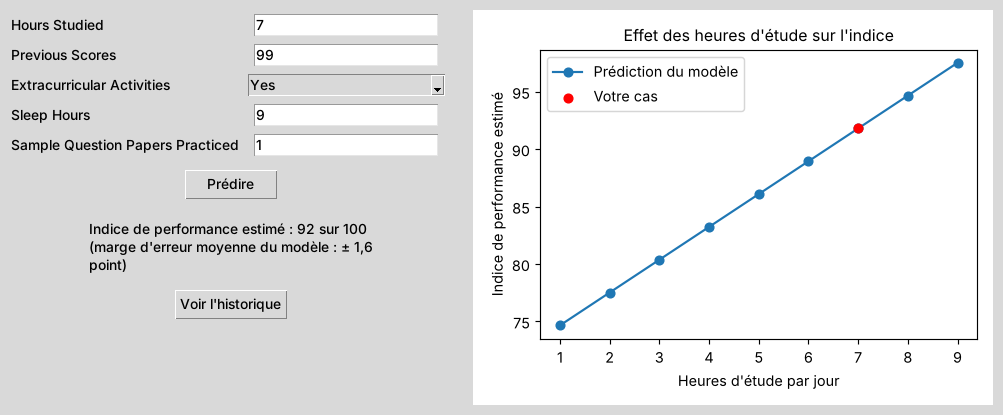 Hours Studied 7
Previous Scores 99
Extracurricular Activities Yes
Sleep Hours 9
Sample Question Papers Practiced 1
Prédire
Indice de performance estimé : 92 sur 100
(marge d'erreur moyenne du modèle : ± 1,6
point)
Voir l'historique
Effet des heures d'étude sur l'indice
Prédiction du modèle
Votre cas
Indice de performance estimé
95
90
85
80
75
1 2 3 4 5 6 7 8 9
Heures d'étude par jour